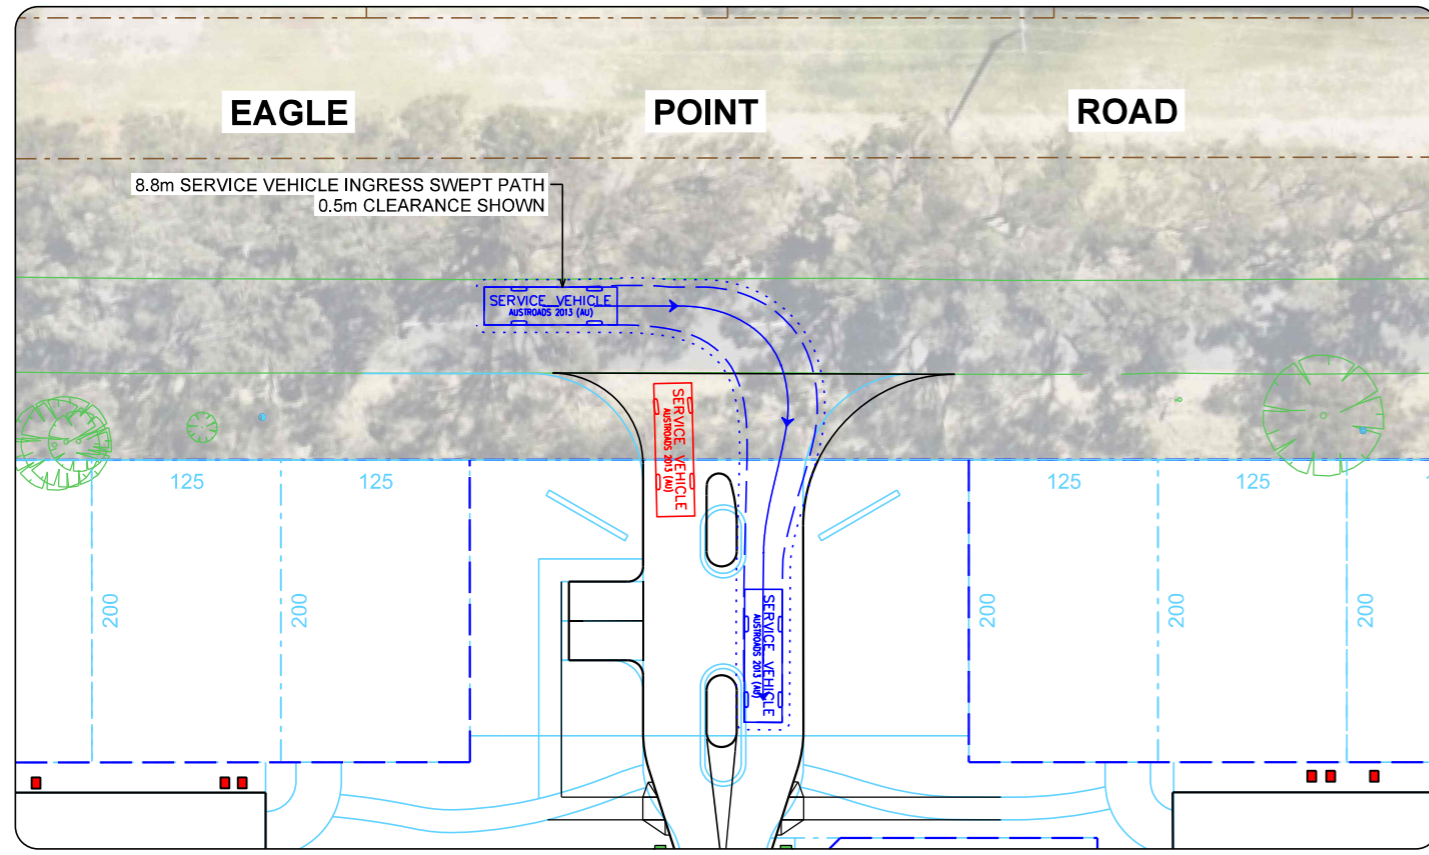 EAGLE POINT ROAD
8.8m SERVICE VEHICLE INGRESS SWEPT PATH
0.5m CLEARANCE SHOWN
SERVICE VEHICLE
AUSTROADS 2013 (AU)
SERVICE VEHICLE
AUSTROADS 2013 (AU)
125
125
125
125
200
200
200
200
200
SERVICE VEHICLE
AUSTROADS 2013 (AU)